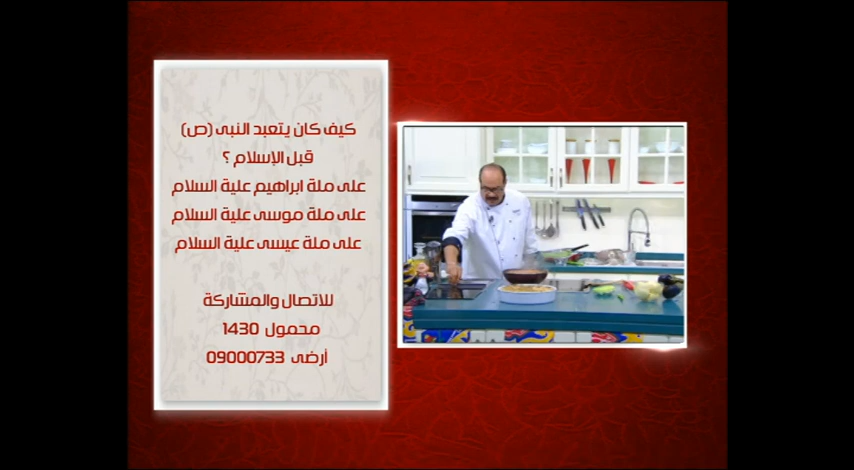 كيف كان يتعبد النبى (ص)
قبل الإسلام ؟
على ملة ابراهيم علية السلام
على ملة موسى علية السلام
على ملة عيسى علية السلام
للاتصال والمشاركة
محمول 1430
أرضى 09000733